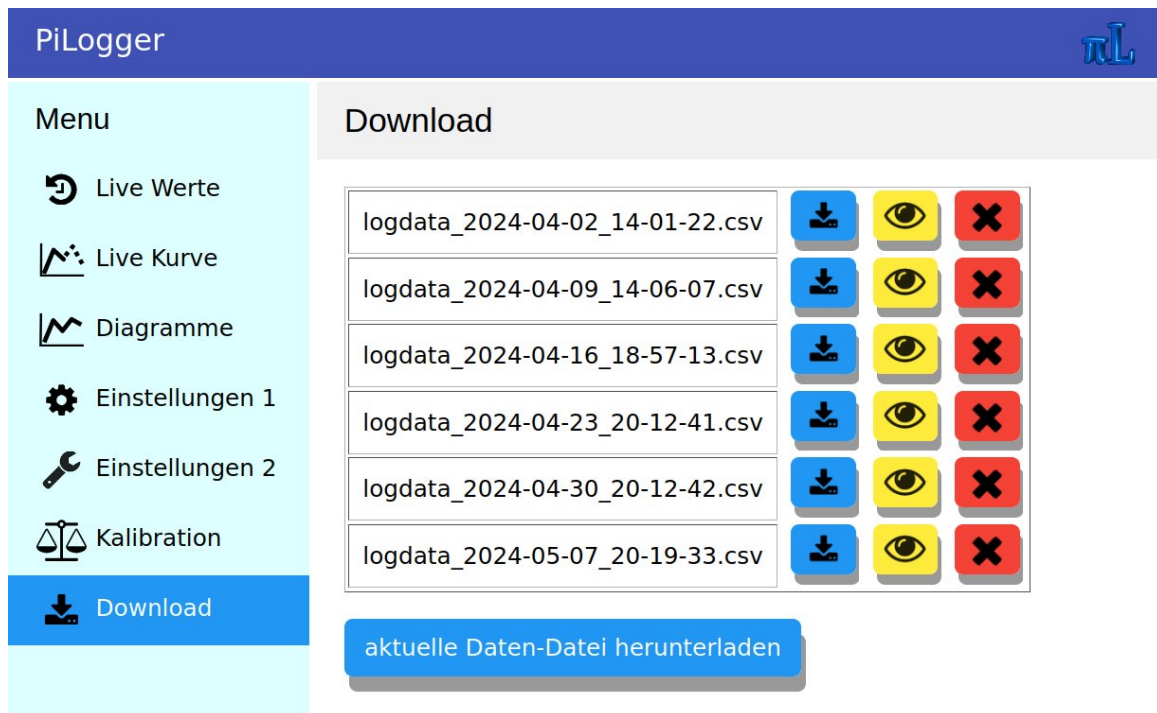 PiLogger
πL
Menu
Live Werte
Live Kurve
Diagramme
Einstellungen 1
Einstellungen 2
Kalibration
Download
Download
logdata_2024-04-02_14-01-22.csv
logdata_2024-04-09_14-06-07.csv
logdata_2024-04-16_18-57-13.csv
logdata_2024-04-23_20-12-41.csv
logdata_2024-04-30_20-12-42.csv
logdata_2024-05-07_20-19-33.csv
aktuelle Daten-Datei herunterladen